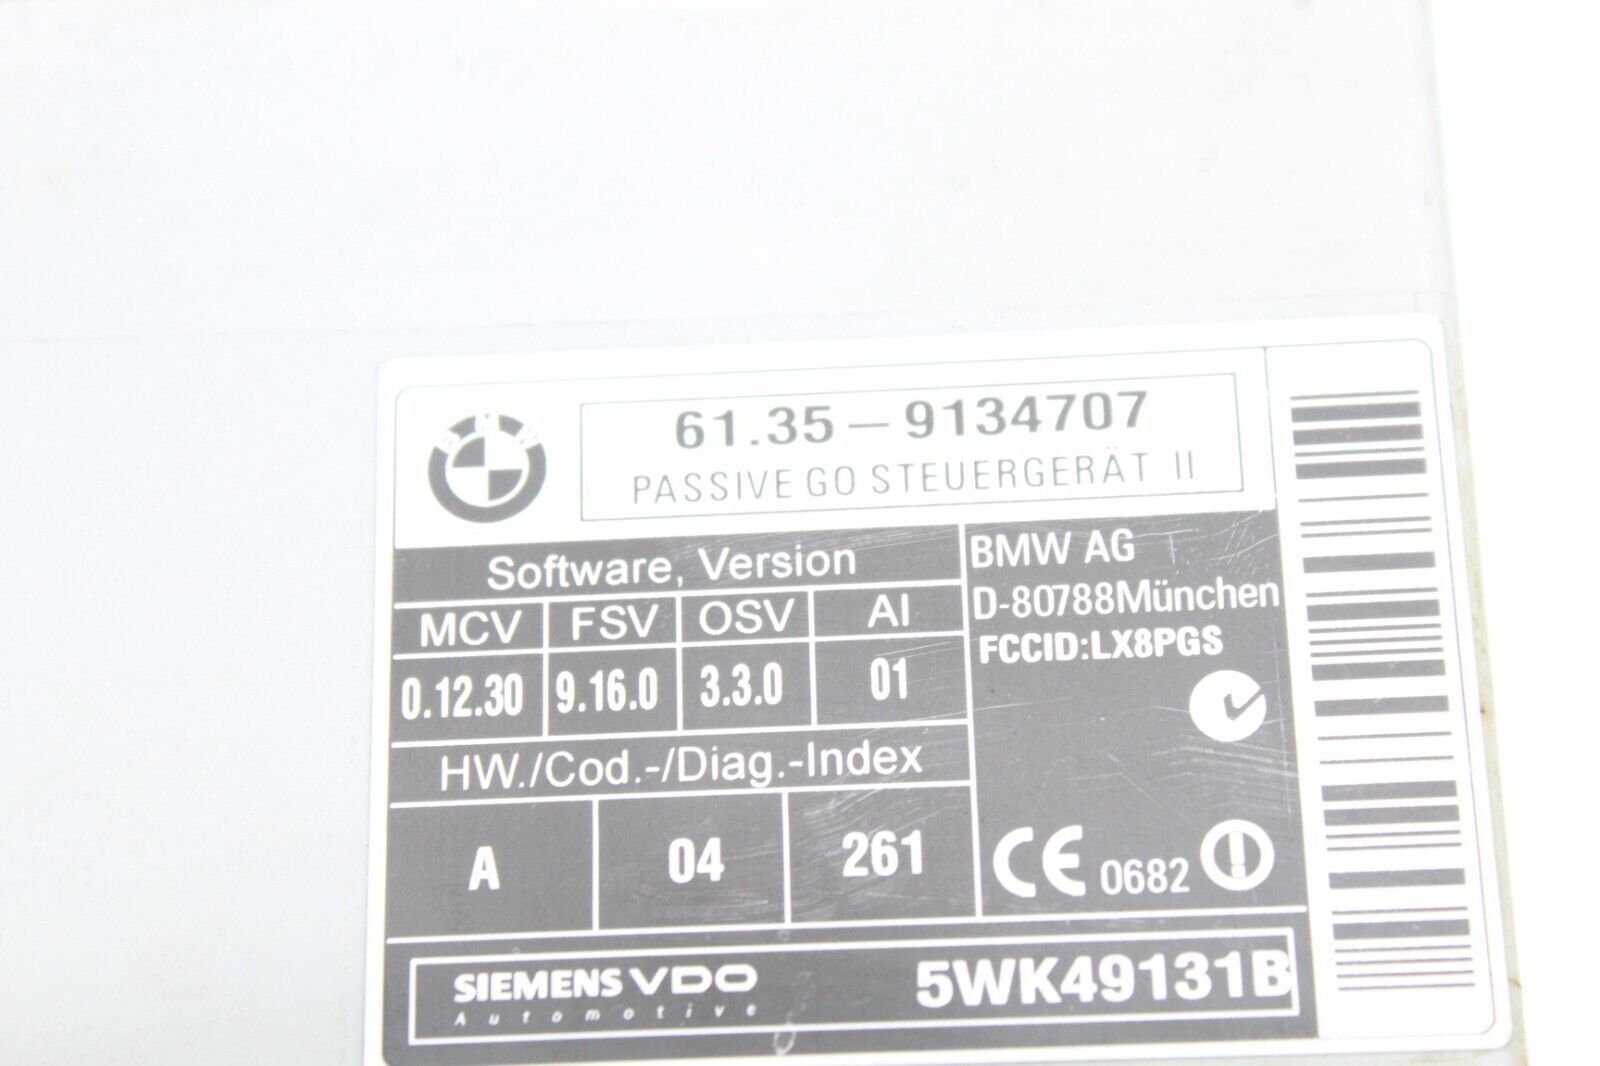 BMW
61.35 – 9134707
PASSIVE GO STEUERGERÄT II
Software, Version
MCV FSV OSV AI
0.12.30 9.16.0 3.3.0 01
HW./Cod.-/Diag.-Index
A 04 261
BMW AG
D-80788München
FCCID:LX8PGS
CE 0682
SIEMENS VDO
Automotive
5WK49131B